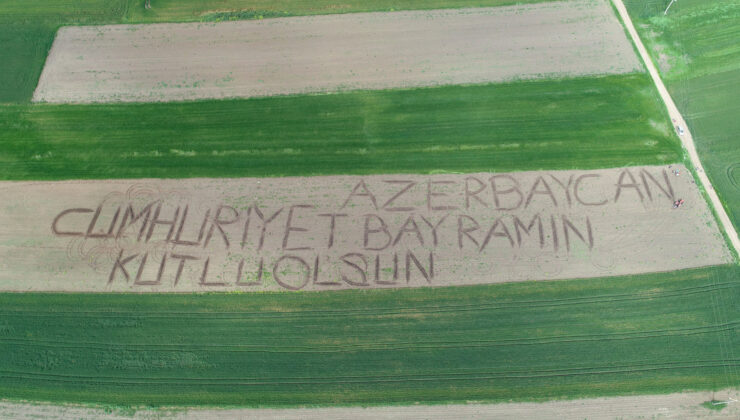 AZERBAYCAN
CUMHURİYET BAYRAMIN
KUTLU OLSUN